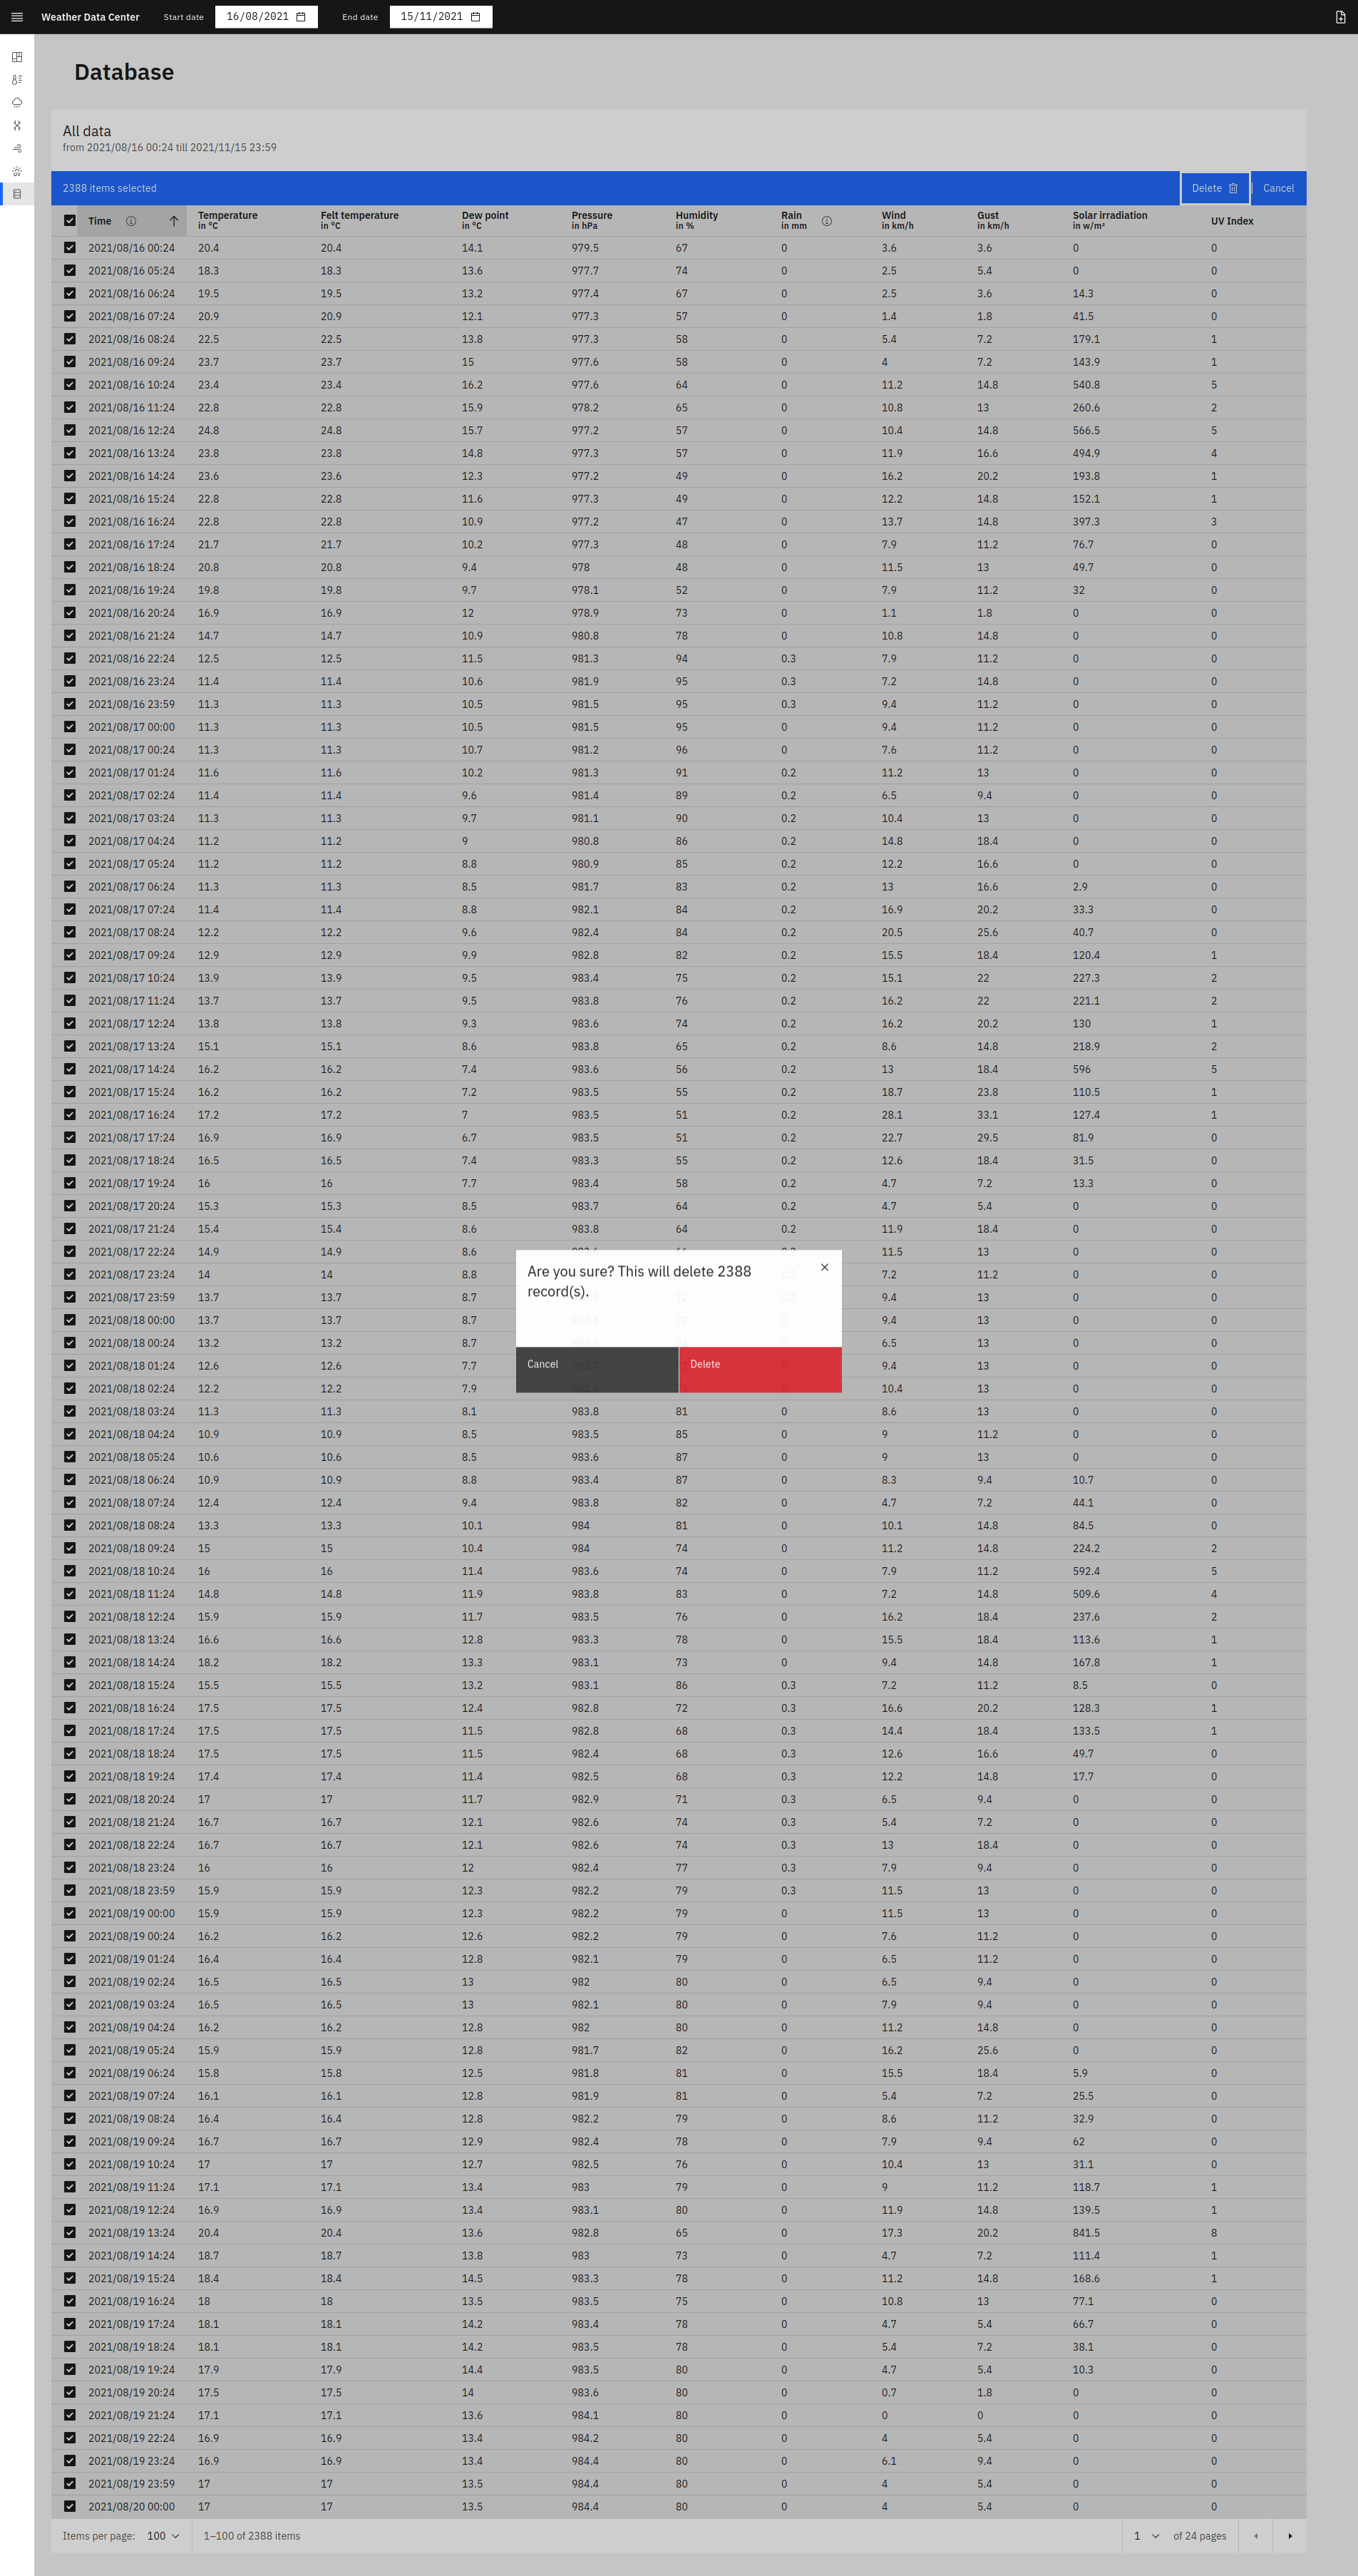 Weather Data Center Start date 16/08/2021 End date 15/11/2021
Database
All data
from 2021/08/16 00:24 till 2021/11/15 23:59
2388 items selected Delete Cancel
Time Temperature in °C Felt temperature in °C Dew point in °C Pressure in hPa Humidity in % Rain in mm Wind in km/h Gust in km/h Solar irradiation in w/m² UV Index
2021/08/16 00:24 20.4 20.4 14.1 979.5 67 0 3.6 3.6 0 0
2021/08/16 05:24 18.3 18.3 13.6 977.7 74 0 2.5 5.4 0 0
2021/08/16 06:24 19.5 19.5 13.2 977.4 67 0 2.5 3.6 14.3 0
2021/08/16 07:24 20.9 20.9 12.1 977.3 57 0 1.4 1.8 41.5 0
2021/08/16 08:24 22.5 22.5 13.8 977.3 58 0 5.4 7.2 179.1 1
2021/08/16 09:24 23.7 23.7 15 977.6 58 0 4 7.2 143.9 1
2021/08/16 10:24 23.4 23.4 16.2 977.6 64 0 11.2 14.8 540.8 5
2021/08/16 11:24 22.8 22.8 15.9 978.2 65 0 10.8 13 260.6 2
2021/08/16 12:24 24.8 24.8 15.7 977.2 57 0 10.4 14.8 566.5 5
2021/08/16 13:24 23.8 23.8 14.8 977.3 57 0 11.9 16.6 494.9 4
2021/08/16 14:24 23.6 23.6 12.3 977.2 49 0 16.2 20.2 193.8 1
2021/08/16 15:24 22.8 22.8 11.6 977.3 49 0 12.2 14.8 152.1 1
2021/08/16 16:24 22.8 22.8 10.9 977.2 47 0 13.7 14.8 397.3 3
2021/08/16 17:24 21.7 21.7 10.2 977.3 48 0 7.9 11.2 76.7 0
2021/08/16 18:24 20.8 20.8 9.4 978 48 0 11.5 13 49.7 0
2021/08/16 19:24 19.8 19.8 9.7 978.1 52 0 7.9 11.2 32 0
2021/08/16 20:24 16.9 16.9 12 978.9 73 0 1.1 1.8 0 0
2021/08/16 21:24 14.7 14.7 10.9 980.8 78 0 10.8 14.8 0 0
2021/08/16 22:24 12.5 12.5 11.5 981.3 94 0.3 7.9 11.2 0 0
2021/08/16 23:24 11.4 11.4 10.6 981.9 95 0.3 7.2 14.8 0 0
2021/08/16 23:59 11.3 11.3 10.5 981.5 95 0.3 9.4 11.2 0 0
2021/08/17 00:00 11.3 11.3 10.5 981.5 95 0 9.4 11.2 0 0
2021/08/17 00:24 11.3 11.3 10.7 981.2 96 0 7.6 11.2 0 0
2021/08/17 01:24 11.6 11.6 10.2 981.3 91 0.2 11.2 13 0 0
2021/08/17 02:24 11.4 11.4 9.6 981.4 89 0.2 6.5 9.4 0 0
2021/08/17 03:24 11.3 11.3 9.7 981.1 90 0.2 10.4 13 0 0
2021/08/17 04:24 11.2 11.2 9 980.8 86 0.2 14.8 18.4 0 0
2021/08/17 05:24 11.2 11.2 8.8 980.9 85 0.2 12.2 16.6 0 0
2021/08/17 06:24 11.3 11.3 8.5 981.7 83 0.2 13 16.6 2.9 0
2021/08/17 07:24 11.4 11.4 8.8 982.1 84 0.2 16.9 20.2 33.3 0
2021/08/17 08:24 12.2 12.2 9.6 982.4 84 0.2 20.5 25.6 40.7 0
2021/08/17 09:24 12.9 12.9 9.9 982.8 82 0.2 15.5 18.4 120.4 1
2021/08/17 10:24 13.9 13.9 9.5 983.4 75 0.2 15.1 22 227.3 2
2021/08/17 11:24 13.7 13.7 9.5 983.8 76 0.2 16.2 22 221.1 2
2021/08/17 12:24 13.8 13.8 9.3 983.6 74 0.2 16.2 20.2 130 1
2021/08/17 13:24 15.1 15.1 8.6 983.8 65 0.2 8.6 14.8 218.9 2
2021/08/17 14:24 16.2 16.2 7.4 983.6 56 0.2 13 18.4 596 5
2021/08/17 15:24 16.2 16.2 7.2 983.5 55 0.2 18.7 23.8 110.5 1
2021/08/17 16:24 17.2 17.2 7 983.5 51 0.2 28.1 33.1 127.4 1
2021/08/17 17:24 16.9 16.9 6.7 983.5 51 0.2 22.7 29.5 81.9 0
2021/08/17 18:24 16.5 16.5 7.4 983.3 55 0.2 12.6 18.4 31.5 0
2021/08/17 19:24 16 16 7.7 983.4 58 0.2 4.7 7.2 13.3 0
2021/08/17 20:24 15.3 15.3 8.5 983.7 64 0.2 4.7 5.4 0 0
2021/08/17 21:24 15.4 15.4 8.6 983.8 64 0.2 11.9 18.4 0 0
2021/08/17 22:24 14.9 14.9 8.6 11.5 13 0 0
2021/08/17 23:24 14 14 8.8 7.2 11.2 0 0
2021/08/17 23:59 13.7 13.7 8.7 9.4 13 0 0
2021/08/18 00:00 13.7 13.7 8.7 9.4 13 0 0
2021/08/18 00:24 13.2 13.2 8.7 6.5 13 0 0
2021/08/18 01:24 12.6 12.6 7.7 9.4 13 0 0
2021/08/18 02:24 12.2 12.2 7.9 10.4 13 0 0
Are you sure? This will delete 2388
record(s).
Cancel Delete
2021/08/18 03:24 11.3 11.3 8.1 983.8 81 0 8.6 13 0 0
2021/08/18 04:24 10.9 10.9 8.5 983.5 85 0 9 11.2 0 0
2021/08/18 05:24 10.6 10.6 8.5 983.6 87 0 9 13 0 0
2021/08/18 06:24 10.9 10.9 8.8 983.4 87 0 8.3 9.4 10.7 0
2021/08/18 07:24 12.4 12.4 9.4 983.8 82 0 4.7 7.2 44.1 0
2021/08/18 08:24 13.3 13.3 10.1 984 81 0 10.1 14.8 84.5 0
2021/08/18 09:24 15 15 10.4 984 74 0 11.2 14.8 224.2 2
2021/08/18 10:24 16 16 11.4 983.6 74 0 7.9 11.2 592.4 5
2021/08/18 11:24 14.8 14.8 11.9 983.8 83 0 7.2 14.8 509.6 4
2021/08/18 12:24 15.9 15.9 11.7 983.5 76 0 16.2 18.4 237.6 2
2021/08/18 13:24 16.6 16.6 12.8 983.3 78 0 15.5 18.4 113.6 1
2021/08/18 14:24 18.2 18.2 13.3 983.1 73 0 9.4 14.8 167.8 1
2021/08/18 15:24 15.5 15.5 13.2 983.1 86 0.3 7.2 11.2 8.5 0
2021/08/18 16:24 17.5 17.5 12.4 982.8 72 0.3 16.6 20.2 128.3 1
2021/08/18 17:24 17.5 17.5 11.5 982.8 68 0.3 14.4 18.4 133.5 1
2021/08/18 18:24 17.5 17.5 11.5 982.4 68 0.3 12.6 16.6 49.7 0
2021/08/18 19:24 17.4 17.4 11.4 982.5 68 0.3 12.2 14.8 17.7 0
2021/08/18 20:24 17 17 11.7 982.9 71 0.3 6.5 9.4 0 0
2021/08/18 21:24 16.7 16.7 12.1 982.6 74 0.3 5.4 7.2 0 0
2021/08/18 22:24 16.7 16.7 12.1 982.6 74 0.3 13 18.4 0 0
2021/08/18 23:24 16 16 12 982.4 77 0.3 7.9 9.4 0 0
2021/08/18 23:59 15.9 15.9 12.3 982.2 79 0.3 11.5 13 0 0
2021/08/19 00:00 15.9 15.9 12.3 982.2 79 0 11.5 13 0 0
2021/08/19 00:24 16.2 16.2 12.6 982.2 79 0 7.6 11.2 0 0
2021/08/19 01:24 16.4 16.4 12.8 982.1 79 0 6.5 11.2 0 0
2021/08/19 02:24 16.5 16.5 13 982 80 0 6.5 9.4 0 0
2021/08/19 03:24 16.5 16.5 13 982.1 80 0 7.9 9.4 0 0
2021/08/19 04:24 16.2 16.2 12.8 982 80 0 11.2 14.8 0 0
2021/08/19 05:24 15.9 15.9 12.8 981.7 82 0 16.2 25.6 0 0
2021/08/19 06:24 15.8 15.8 12.5 981.8 81 0 15.5 18.4 5.9 0
2021/08/19 07:24 16.1 16.1 12.8 981.9 81 0 5.4 7.2 25.5 0
2021/08/19 08:24 16.4 16.4 12.8 982.2 79 0 8.6 11.2 32.9 0
2021/08/19 09:24 16.7 16.7 12.9 982.4 78 0 7.9 9.4 62 0
2021/08/19 10:24 17 17 12.7 982.5 76 0 10.4 13 31.1 0
2021/08/19 11:24 17.1 17.1 13.4 983 79 0 9 11.2 118.7 1
2021/08/19 12:24 16.9 16.9 13.4 983.1 80 0 11.9 14.8 139.5 1
2021/08/19 13:24 20.4 20.4 13.6 982.8 65 0 17.3 20.2 841.5 8
2021/08/19 14:24 18.7 18.7 13.8 983 73 0 4.7 7.2 111.4 1
2021/08/19 15:24 18.4 18.4 14.5 983.3 78 0 11.2 14.8 168.6 1
2021/08/19 16:24 18 18 13.5 983.5 75 0 10.8 13 77.1 0
2021/08/19 17:24 18.1 18.1 14.2 983.4 78 0 4.7 5.4 66.7 0
2021/08/19 18:24 18.1 18.1 14.2 983.5 78 0 5.4 7.2 38.1 0
2021/08/19 19:24 17.9 17.9 14.4 983.5 80 0 4.7 5.4 10.3 0
2021/08/19 20:24 17.5 17.5 14 983.6 80 0 0.7 1.8 0 0
2021/08/19 21:24 17.1 17.1 13.6 984.1 80 0 0 0 0 0
2021/08/19 22:24 16.9 16.9 13.4 984.2 80 0 4 5.4 0 0
2021/08/19 23:24 16.9 16.9 13.4 984.4 80 0 6.1 9.4 0 0
2021/08/19 23:59 17 17 13.5 984.4 80 0 4 5.4 0 0
2021/08/20 00:00 17 17 13.5 984.4 80 0 4 5.4 0 0
Items per page: 100 1–100 of 2388 items 1 of 24 pages